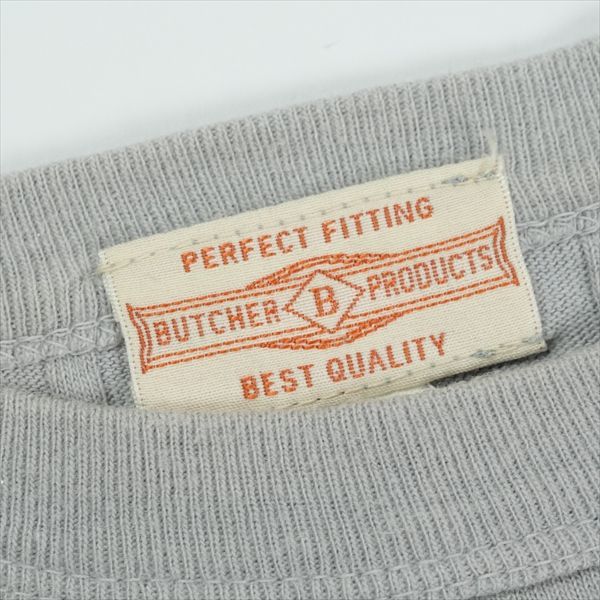 PERFECT FITTING
BUTCHER B PRODUCTS
BEST QUALITY